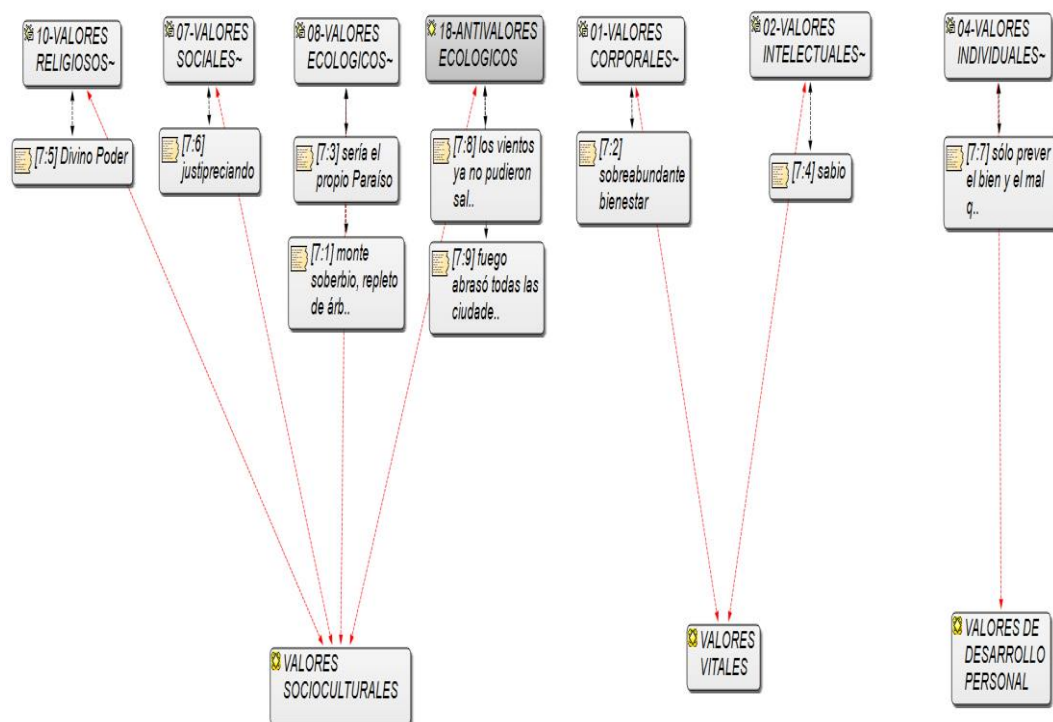 10-VALORES
RELIGIOSOS~
07-VALORES
SOCIALES~
08-VALORES
ECOLOGICOS~
18-ANTIVALORES
ECOLOGICOS
01-VALORES
CORPORALES~
02-VALORES
INTELECTUALES~
04-VALORES
INDIVIDUALES~
[7:5] Divino Poder
[7:6]
justipreciando
[7:3] sería el
propio Paraíso
[7:8] los vientos
ya no pudieron
sal..
[7:2]
sobreabundante
bienestar
[7:4] sabio
[7:7] sólo prever
el bien y el mal
q..
[7:1] monte
soberbio, repleto
de árb..
[7:9] fuego
abrasó todas las
ciudade..
VALORES
SOCIOCULTURALES
VALORES
VITALES
VALORES DE
DESARROLLO
PERSONAL